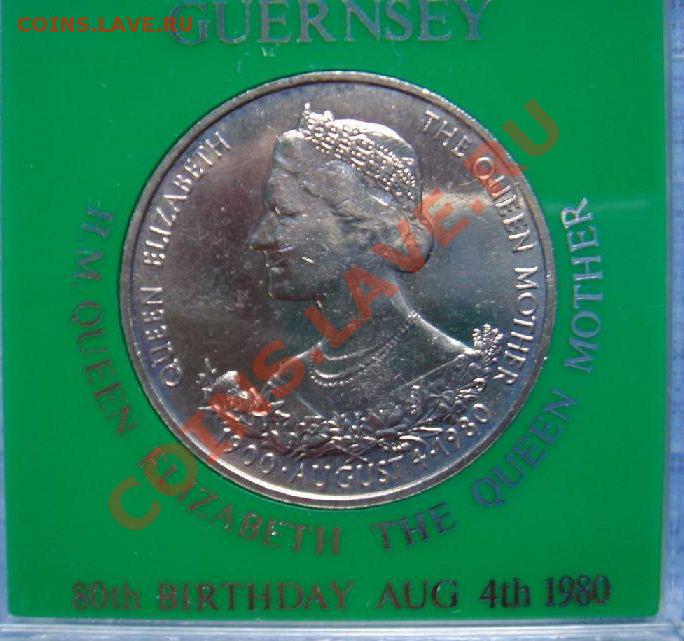 COINS.LAVE.RU
GUERNSEY
QUEEN ELIZABETH
THE QUEEN MOTHER
1900 · AUGUST 4 · 1980
H.M. QUEEN ELIZABETH THE QUEEN MOTHER
80th BIRTHDAY AUG 4th 1980
COINS.LAVE.RU